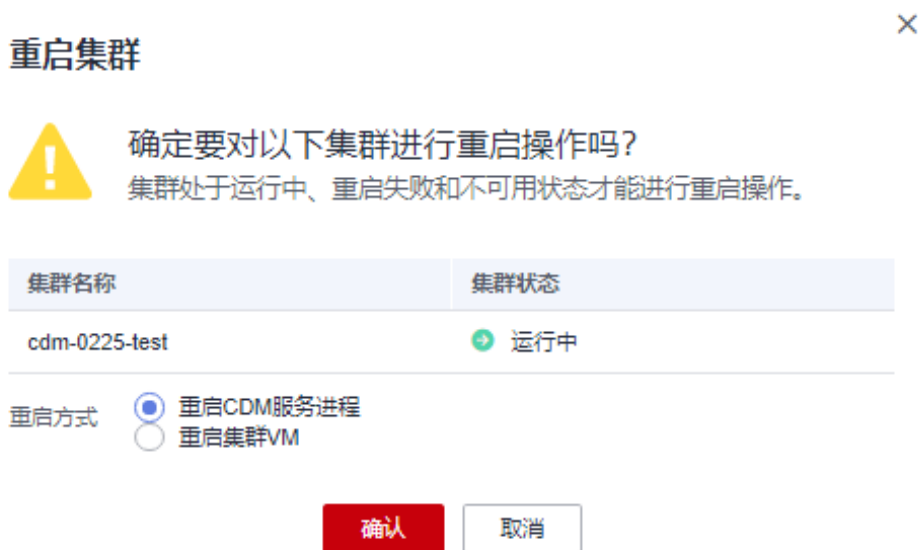 重启集群
确定要对以下集群进行重启操作吗？
集群处于运行中、重启失败和不可用状态才能进行重启操作。
集群名称 集群状态
cdm-0225-test 运行中
重启方式 重启CDM服务进程
重启集群VM
确认 取消